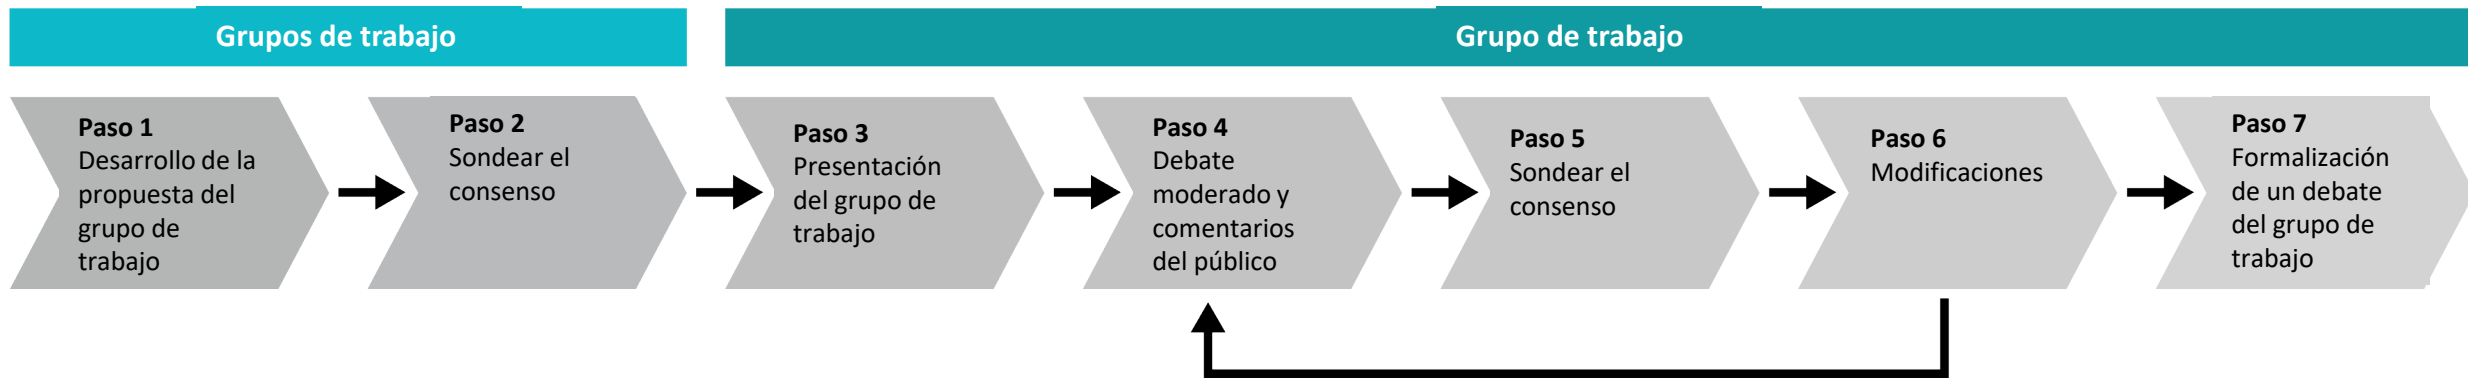 Grupos de trabajo
Grupo de trabajo
Paso 1
Desarrollo de la
propuesta del
grupo de
trabajo
Paso 2
Sondear el
consenso
Paso 3
Presentación
del grupo de
trabajo
Paso 4
Debate
moderado y
comentarios
del público
Paso 5
Sondear el
consenso
Paso 6
Modificaciones
Paso 7
Formalización
de un debate
del grupo de
trabajo